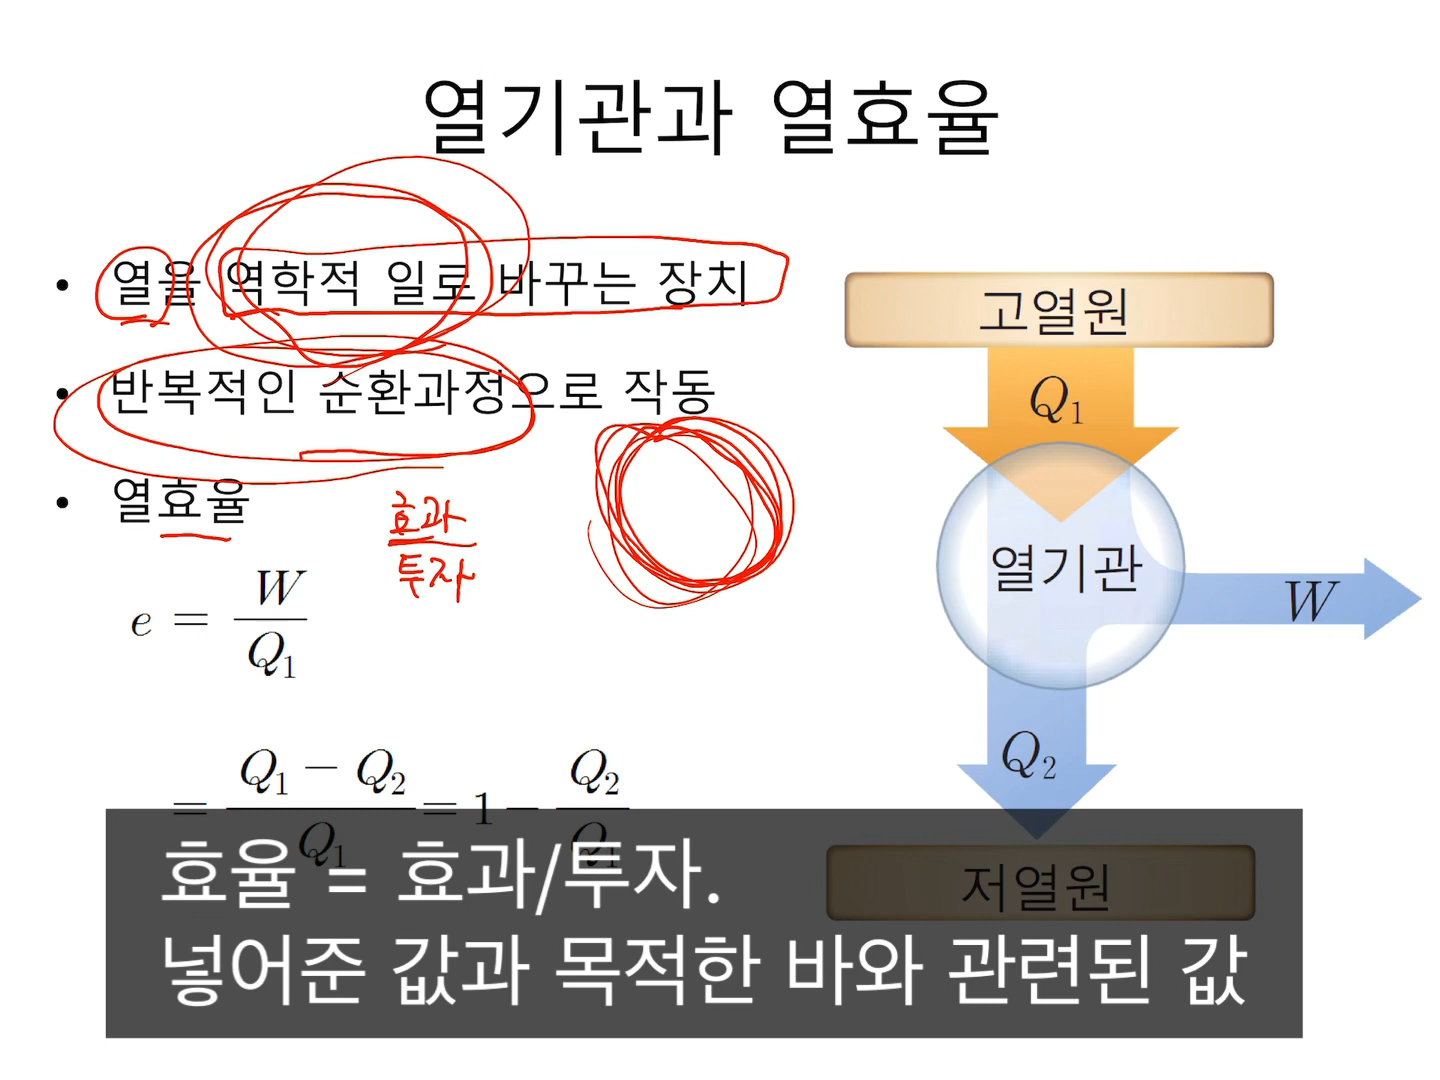 열기관과 열효율
• 열을 역학적 일로 바꾸는 장치
• 반복적인 순환과정으로 작동
• 열효율
효과
투자
e = W / Q₁
= Q₁ − Q₂ / Q₁ = 1 − Q₂ / Q₁
고열원
Q₁
열기관
W
Q₂
저열원
효율 = 효과/투자.
넣어준 값과 목적한 바와 관련된 값